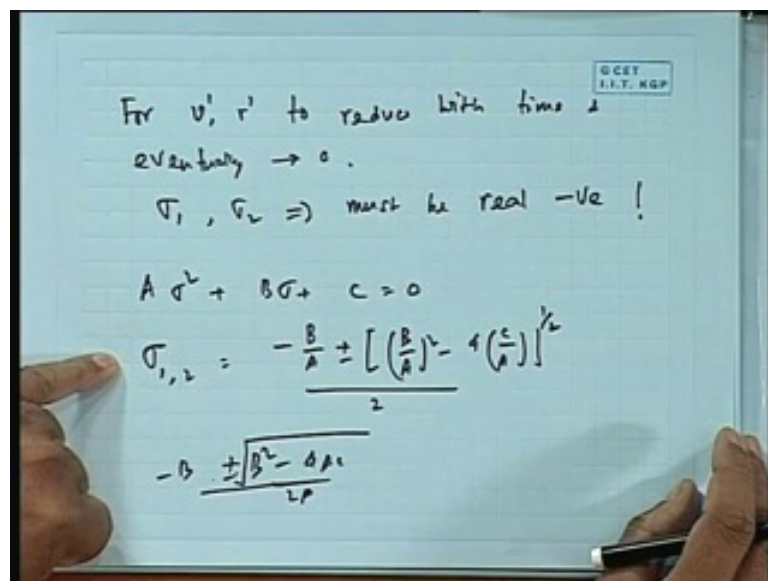 GCET
I.I.T. KGP
For v', r' to reduce with time &
eventually → 0.
σ₁, σ₂ ⇒ must be real -ve !
A σ² + Bσ + C = 0
σ₁,₂ = -B/A ± [(B/A)² - 4(C/A)]^1/2 / 2
-B ± √B² - 4AC / 2A